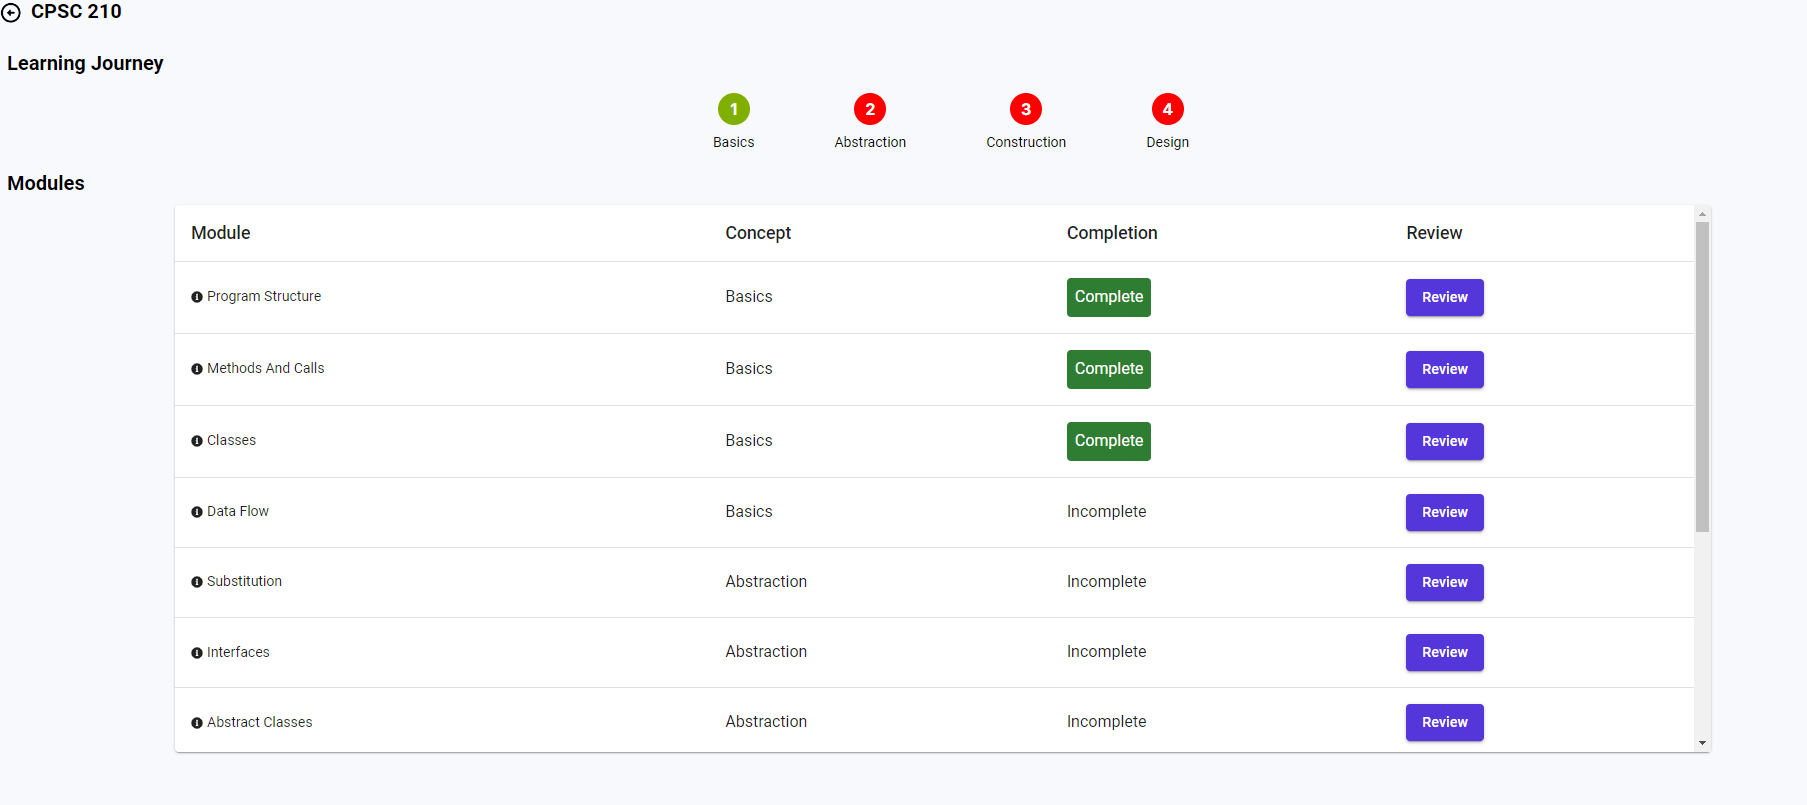 CPSC 210
Learning Journey
1 2 3 4
Basics Abstraction Construction Design
Modules
Module Concept Completion Review
Program Structure Basics Complete Review
Methods And Calls Basics Complete Review
Classes Basics Complete Review
Data Flow Basics Incomplete Review
Substitution Abstraction Incomplete Review
Interfaces Abstraction Incomplete Review
Abstract Classes Abstraction Incomplete Review